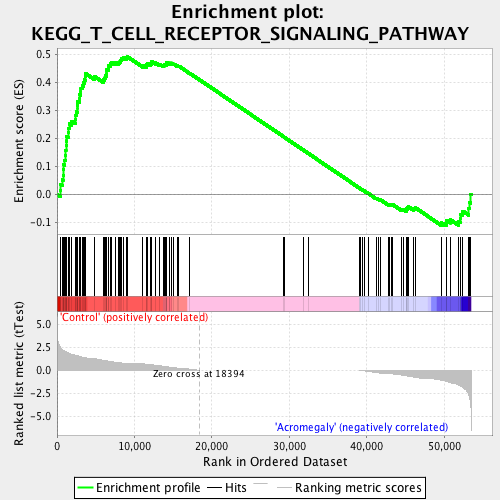 Enrichment plot:
KEGG_T_CELL_RECEPTOR_SIGNALING_PATHWAY
Enrichment score (ES)
0.5
0.4
0.3
0.2
0.1
0.0
-0.1
'Control' (positively correlated)
Ranked list metric (tTest)
5.0
2.5
0.0
-2.5
-5.0
Zero cross at 18394
'Acromegaly' (negatively correlated)
0 10,000 20,000 30,000 40,000 50,000
Rank in Ordered Dataset
Enrichment profile Hits Ranking metric scores